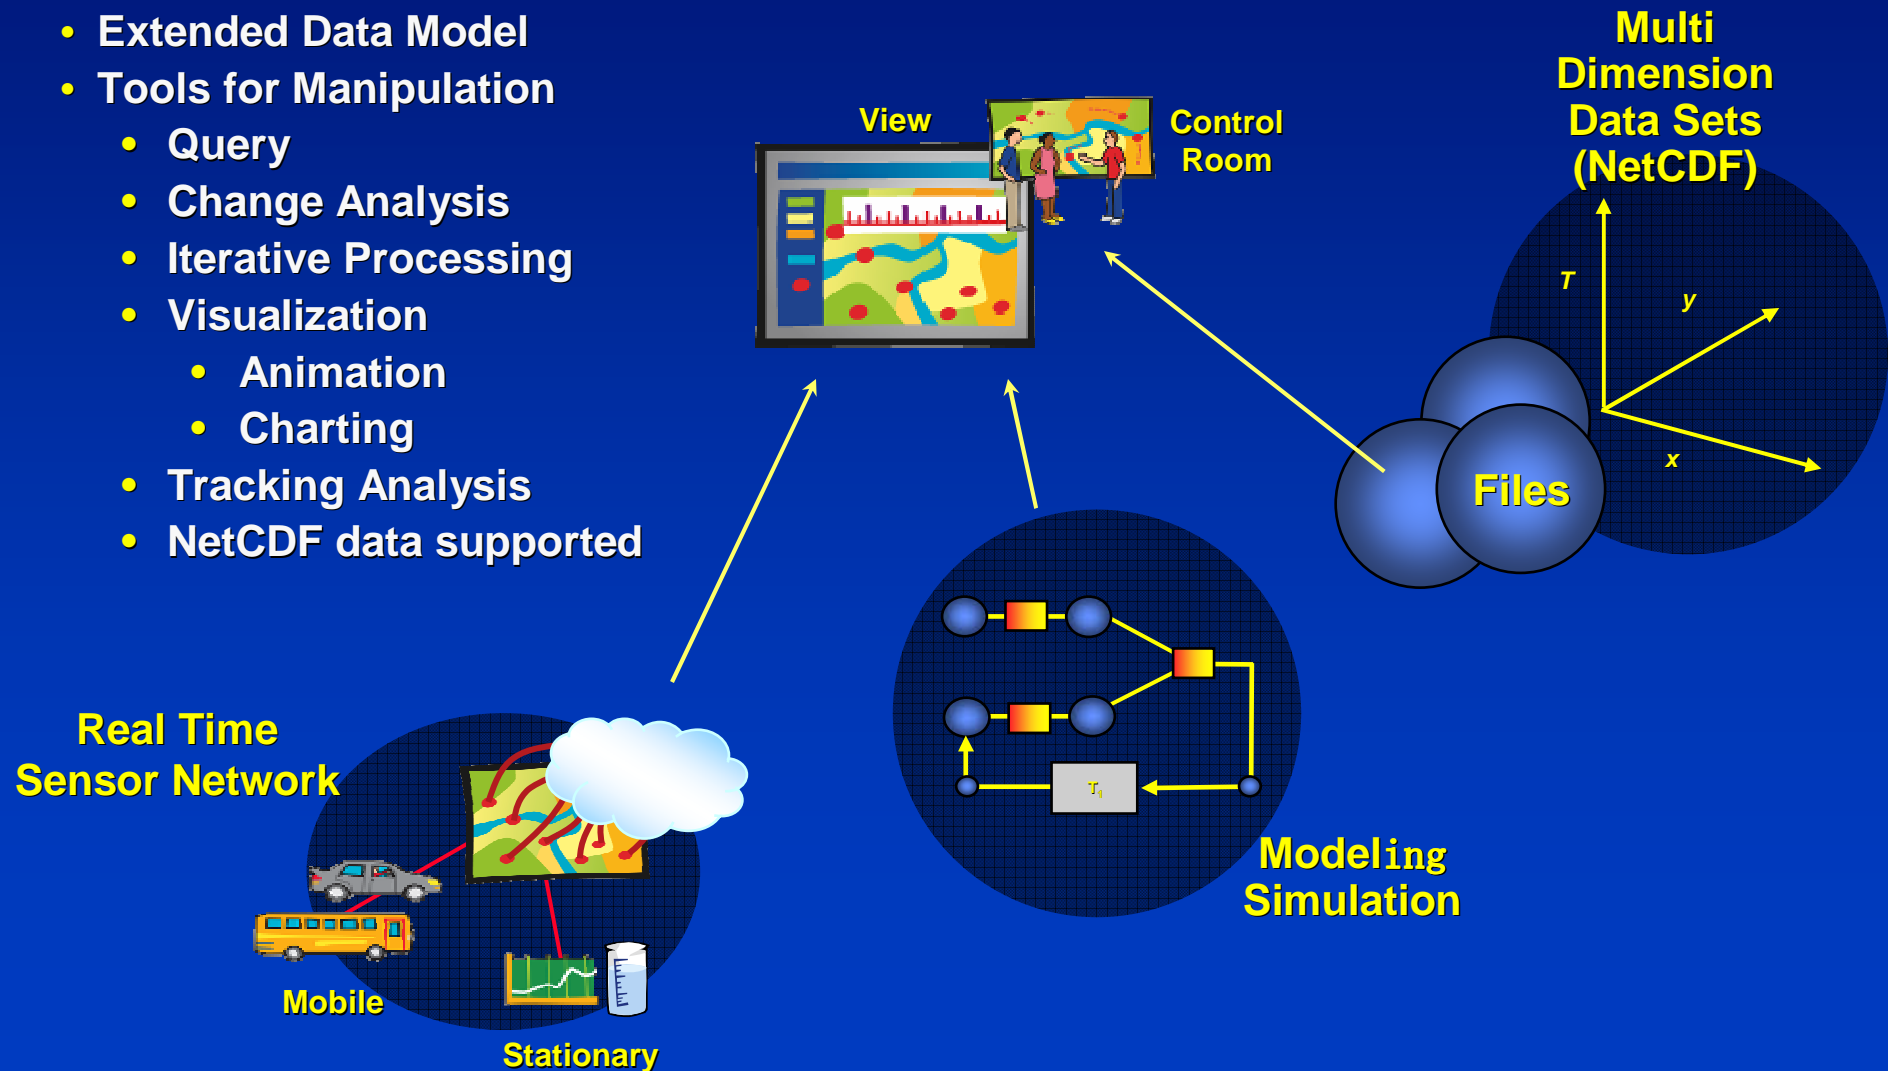 • Extended Data Model
• Tools for Manipulation
• Query
• Change Analysis
• Iterative Processing
• Visualization
• Animation
• Charting
• Tracking Analysis
• NetCDF data supported
View
Control
Room
Multi
Dimension
Data Sets
(NetCDF)
T
y
x
Files
Real Time
Sensor Network
Mobile
Stationary
T1
Modeling
Simulation